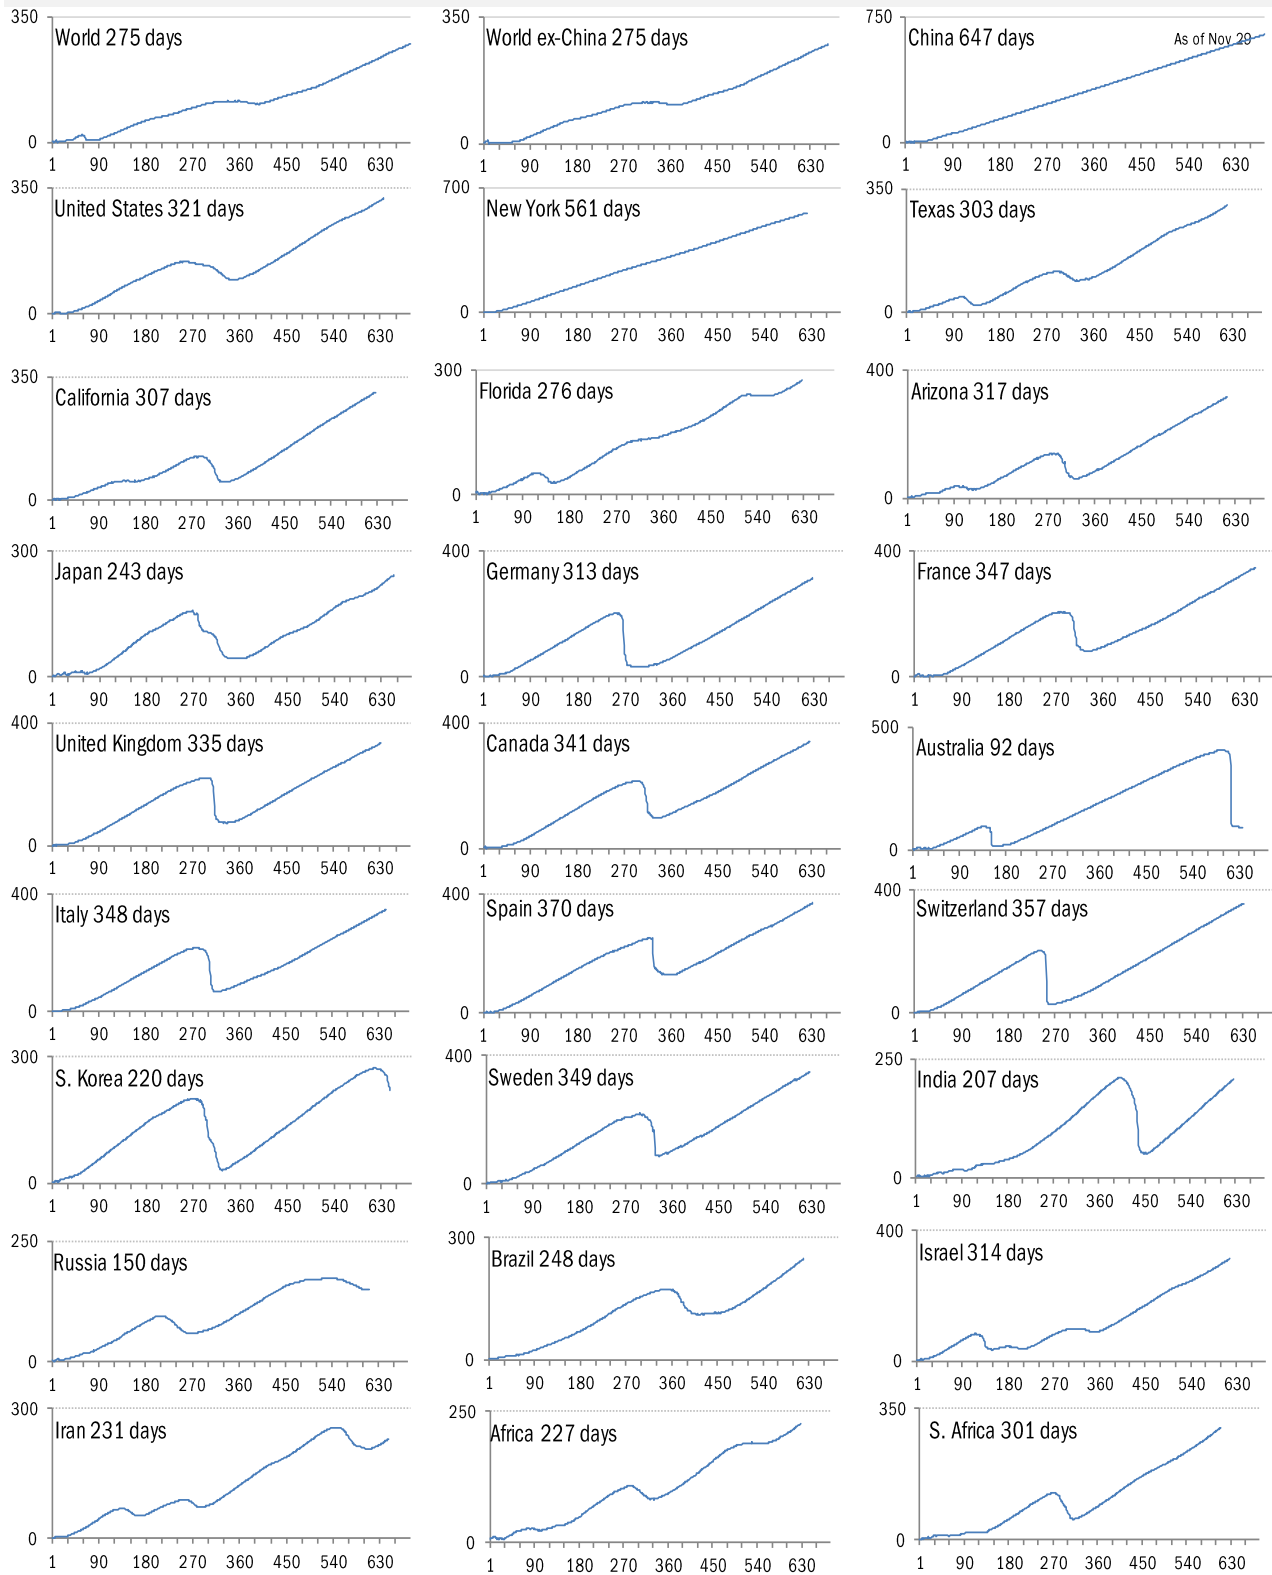 350
World 275 days
0
1 90 180 270 360 450 540 630
350
World ex-China 275 days
0
1 90 180 270 360 450 540 630
750
China 647 days
As of Nov 29
0
1 90 180 270 360 450 540 630
350
United States 321 days
0
1 90 180 270 360 450 540 630
700
New York 561 days
0
1 90 180 270 360 450 540 630
350
Texas 303 days
0
1 90 180 270 360 450 540 630
350
California 307 days
0
1 90 180 270 360 450 540 630
300
Florida 276 days
0
1 90 180 270 360 450 540 630
400
Arizona 317 days
0
1 90 180 270 360 450 540 630
300
Japan 243 days
0
1 90 180 270 360 450 540 630
400
Germany 313 days
0
1 90 180 270 360 450 540 630
400
France 347 days
0
1 90 180 270 360 450 540 630
400
United Kingdom 335 days
0
1 90 180 270 360 450 540 630
400
Canada 341 days
0
1 90 180 270 360 450 540 630
500
Australia 92 days
0
1 90 180 270 360 450 540 630
400
Italy 348 days
0
1 90 180 270 360 450 540 630
400
Spain 370 days
0
1 90 180 270 360 450 540 630
400
Switzerland 357 days
0
1 90 180 270 360 450 540 630
300
S. Korea 220 days
0
1 90 180 270 360 450 540 630
400
Sweden 349 days
0
1 90 180 270 360 450 540 630
250
India 207 days
0
1 90 180 270 360 450 540 630
250
Russia 150 days
0
1 90 180 270 360 450 540 630
300
Brazil 248 days
0
1 90 180 270 360 450 540 630
400
Israel 314 days
0
1 90 180 270 360 450 540 630
300
Iran 231 days
0
1 90 180 270 360 450 540 630
250
Africa 227 days
0
1 90 180 270 360 450 540 630
350
S. Africa 301 days
0
1 90 180 270 360 450 540 630